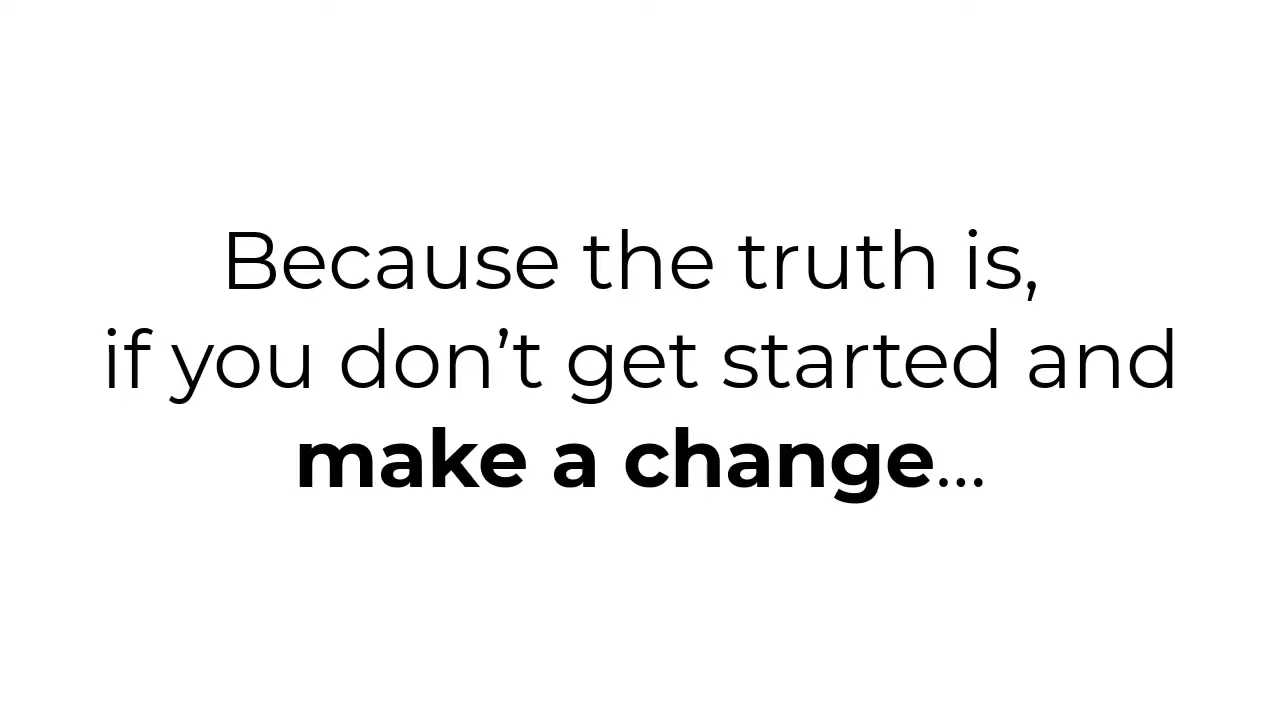 Because the truth is,
if you don’t get started and
make a change...